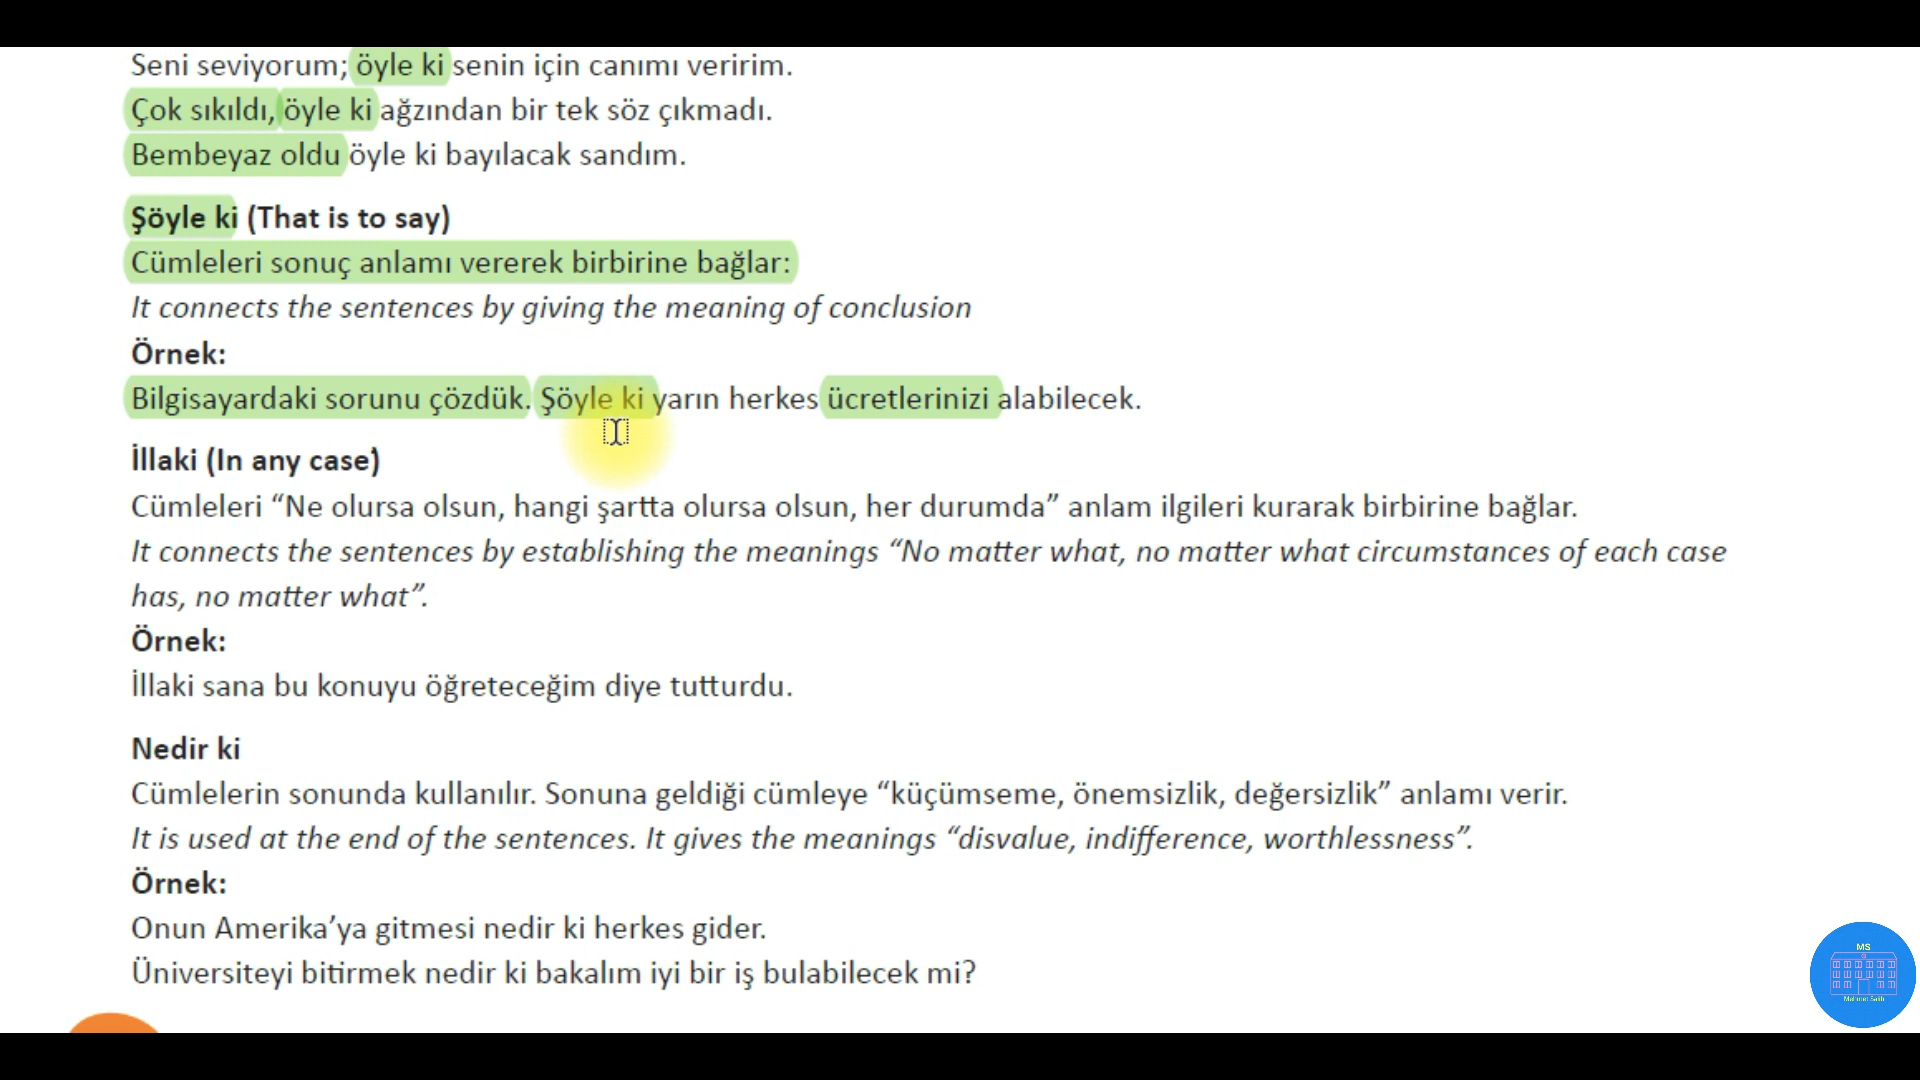 Seni seviyorum; öyle ki senin için canımı veririm.
Çok sıkıldı, öyle ki ağzından bir tek söz çıkmadı.
Bembeyaz oldu öyle ki bayılacak sandım.
Şöyle ki (That is to say)
Cümleleri sonuç anlamı vererek birbirine bağlar:
It connects the sentences by giving the meaning of conclusion
Örnek:
Bilgisayardaki sorunu çözdük. Şöyle ki yarın herkes ücretlerinizi alabilecek.
İllaki (In any case)
Cümleleri “Ne olursa olsun, hangi şartta olursa olsun, her durumda” anlam ilgileri kurarak birbirine bağlar.
It connects the sentences by establishing the meanings “No matter what, no matter what circumstances of each case
has, no matter what”.
Örnek:
İllaki sana bu konuyu öğreteceğim diye tutturdu.
Nedir ki
Cümlelerin sonunda kullanılır. Sonuna geldiği cümleye “küçümseme, önemsizlik, değersizlik” anlamı verir.
It is used at the end of the sentences. It gives the meanings “disvalue, indifference, worthlessness”.
Örnek:
Onun Amerika’ya gitmesi nedir ki herkes gider.
Üniversiteyi bitirmek nedir ki bakalım iyi bir iş bulabilecek mi?
MS
Mehmet Salih